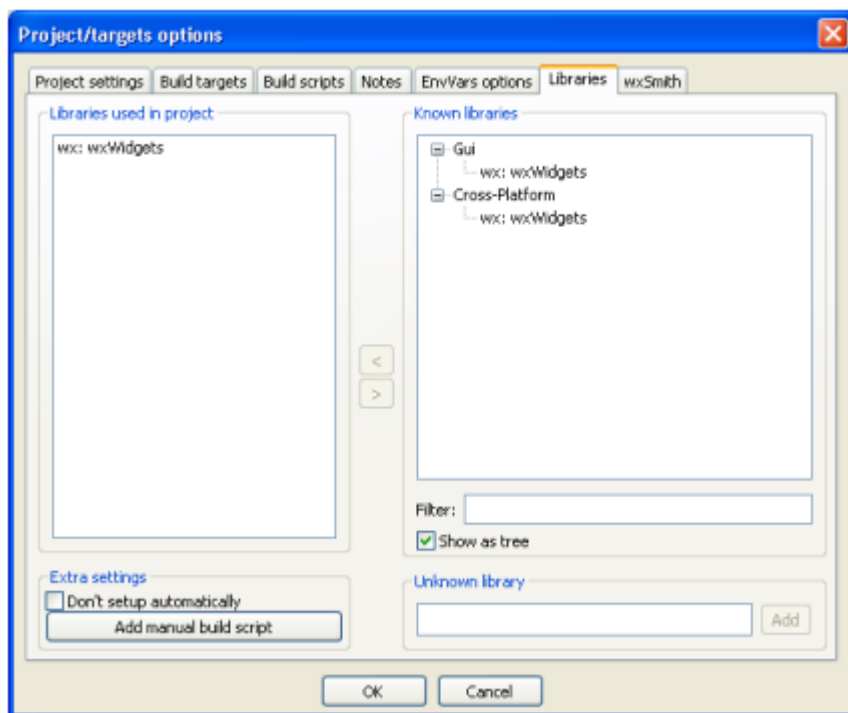 Project/targets options
Project settings Build targets Build scripts Notes EnvVars options Libraries wxSmith
Libraries used in project
wx: wxWidgets
Known libraries
Gui
wx: wxWidgets
Cross-Platform
wx: wxWidgets
<
>
Filter:
Show as tree
Extra settings
Don't setup automatically
Add manual build script
Unknown library
Add
OK Cancel